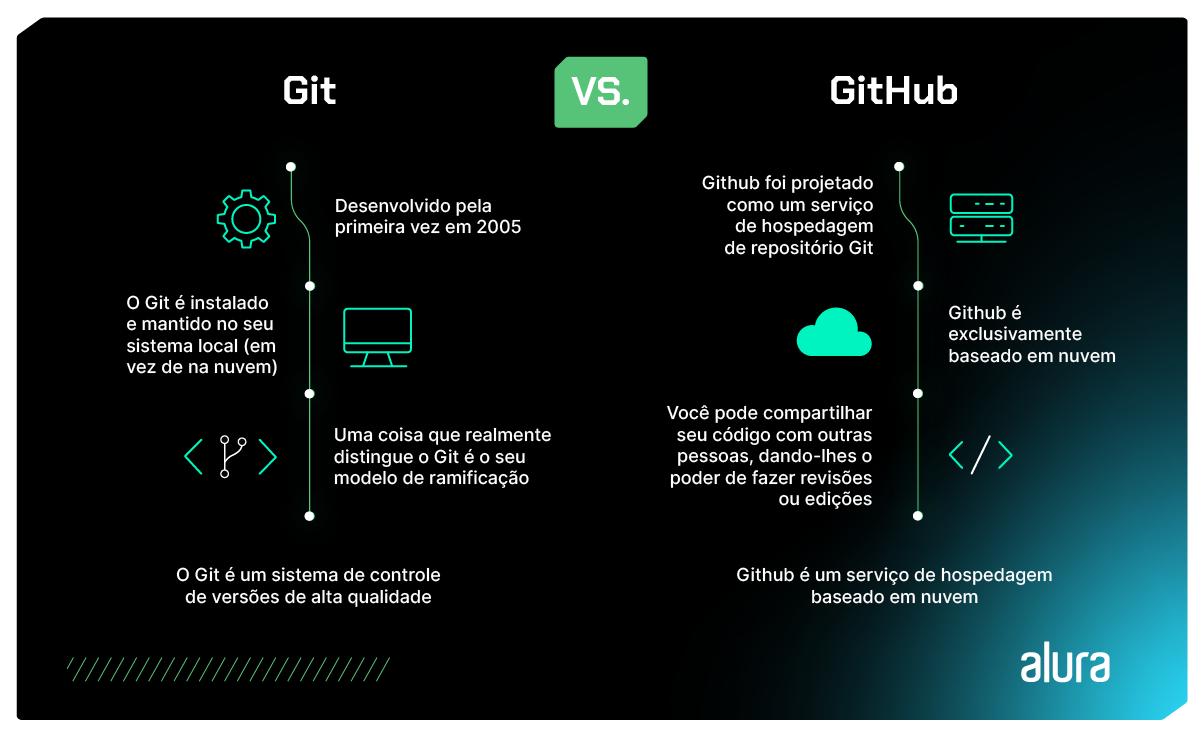 Git
VS.
GitHub
Desenvolvido pela
primeira vez em 2005
O Git é instalado
e mantido no seu
sistema local (em
vez de na nuvem)
Uma coisa que realmente
distingue o Git é o seu
modelo de ramificação
O Git é um sistema de controle
de versões de alta qualidade
Github foi projetado
como um serviço
de hospedagem
de repositório Git
Github é
exclusivamente
baseado em nuvem
Você pode compartilhar
seu código com outras
pessoas, dando-lhes o
poder de fazer revisões
ou edições
Github é um serviço de hospedagem
baseado em nuvem
alura